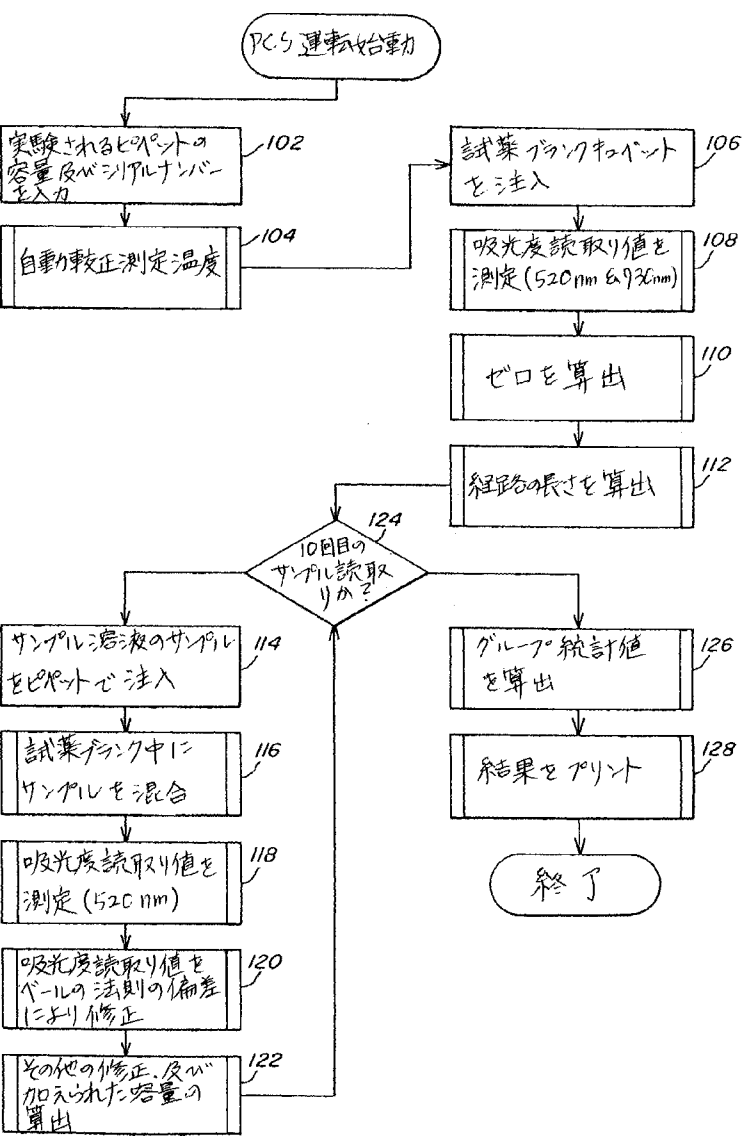 P.C.S 運転始動
実験されるピペットの
容量及びシリアルナンバー
を入力
102
自動較正測定温度
104
試薬ブランクキュベット
を注入
106
吸光度読取り値を
測定(520nm & 730nm)
108
ゼロを算出
110
経路の長さを算出
112
10回目の
サンプル読取
りか?
124
サンプル溶液のサンプル
をピペットで注入
114
試薬ブランク中に
サンプルを混合
116
吸光度読取り値を
測定(520nm)
118
吸光度読取り値を
ベールの法則の偏差
により修正
120
その他の修正、及び
加えられた容量の
算出
122
グループ統計値
を算出
126
結果をプリント
128
終了